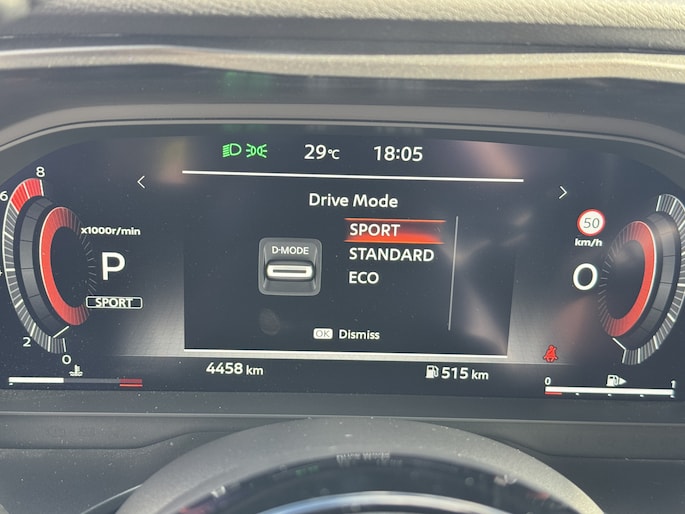 29°C 18:05
6 8
x1000r/min
P
SPORT
2 0
Drive Mode
D-MODE
SPORT
STANDARD
ECO
OK Dismiss
50
km/h
0
4458 km
515 km
0 1